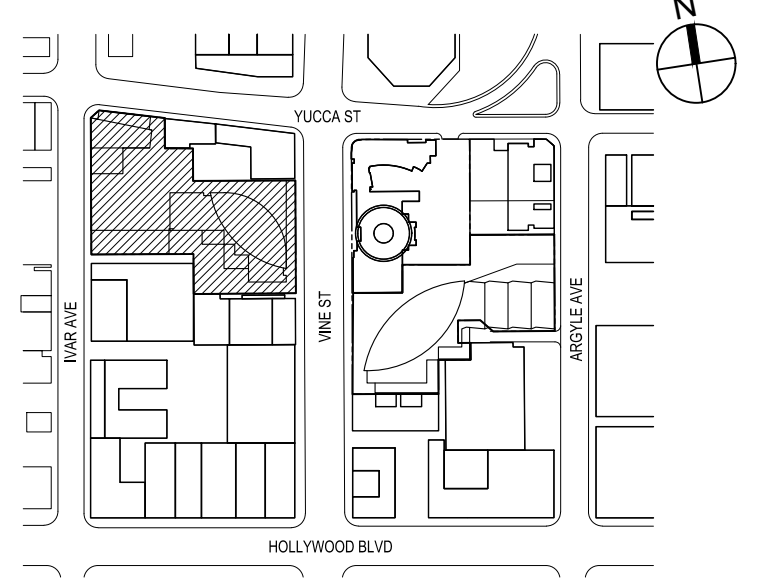 N
YUCCA ST
IVAR AVE
VINE ST
ARGYLE AVE
HOLLYWOOD BLVD